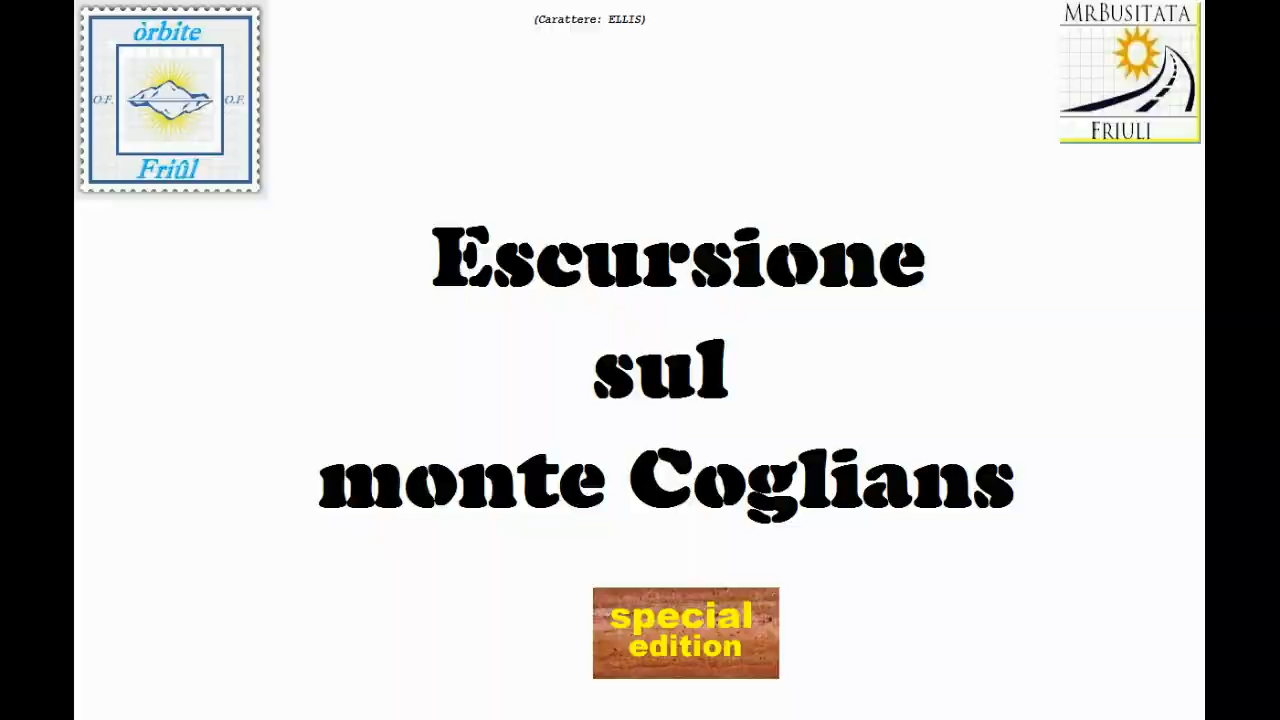 (Carattere: ELLIS)
òrbite
O.F. O.F.
Friûl
MRBUSITATA
FRIULI
Escursione
sul
monte Coglians
special
edition